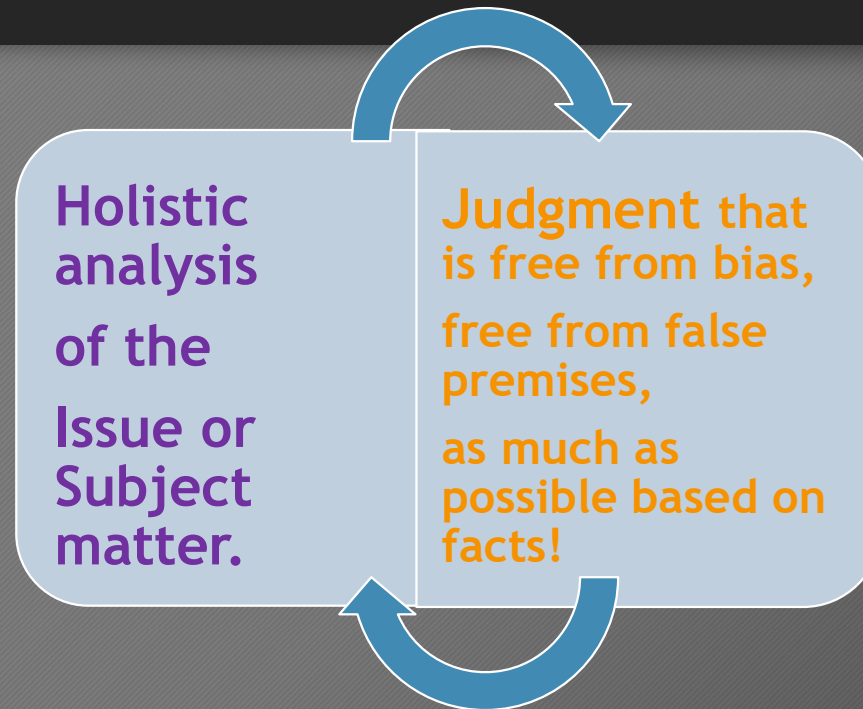 Holistic
analysis
of the
Issue or
Subject
matter.
Judgment that
is free from bias,
free from false
premises,
as much as
possible based on
facts!